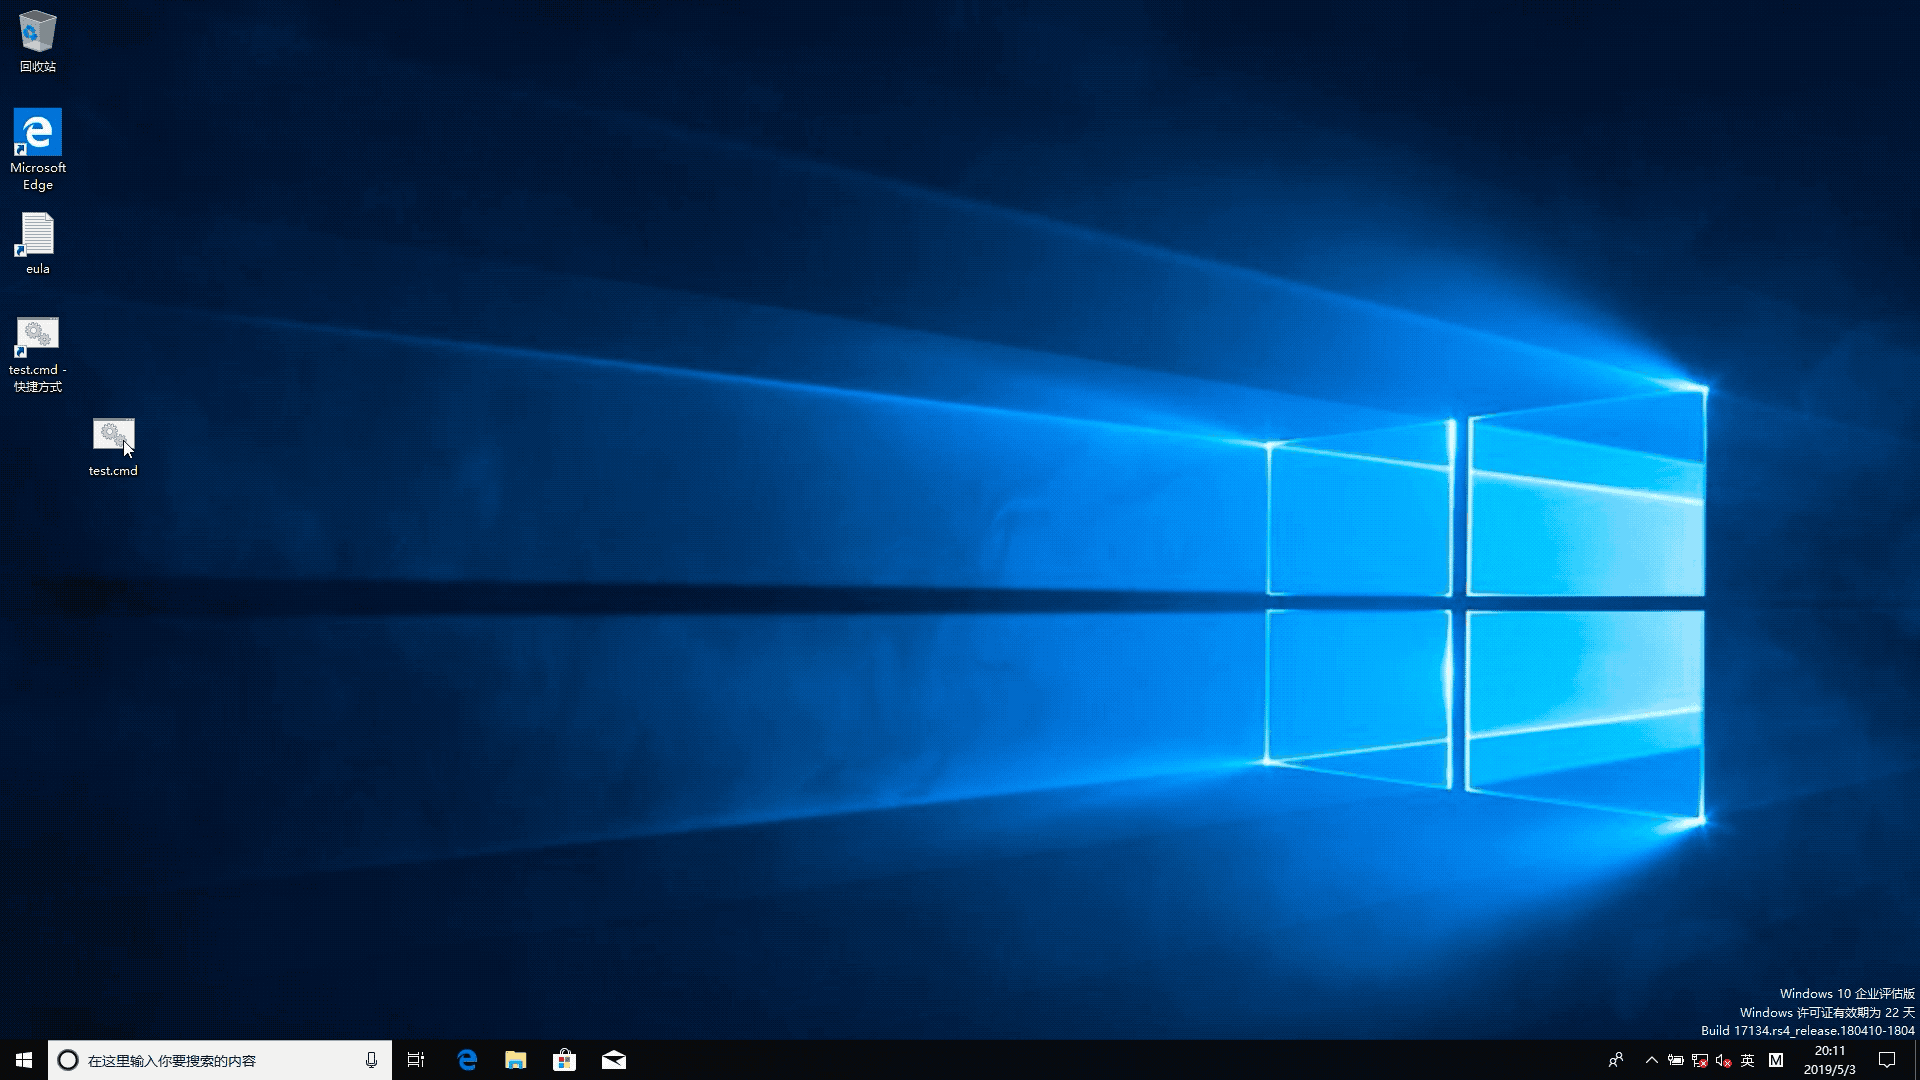 回收站
Microsoft
Edge
eula
test.cmd -
快捷方式
test.cmd
Windows 10 企业评估版
Windows 许可证有效期为 22 天
Build 17134.rs4_release.180410-1804
在这里输入你要搜索的内容
英
M
20:11
2019/5/3